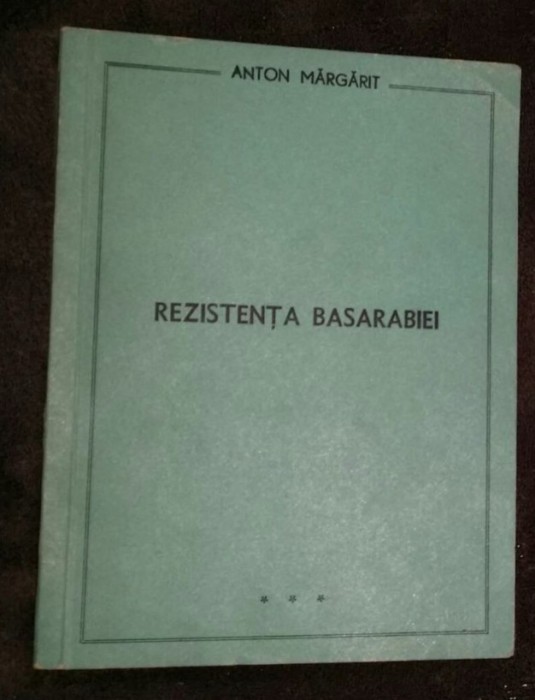 ANTON MĂRGĂRIT
REZISTENȚA BASARABIEI
* * *